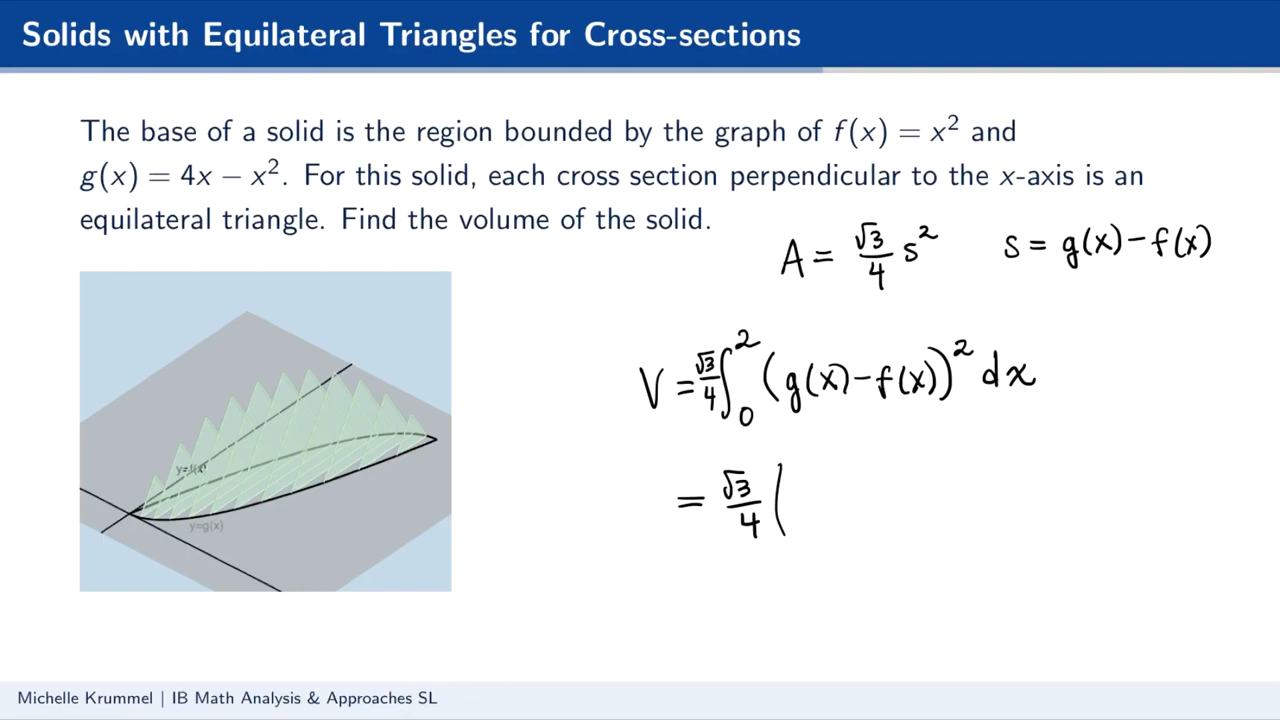 Solids with Equilateral Triangles for Cross-sections
The base of a solid is the region bounded by the graph of f(x) = x² and
g(x) = 4x − x². For this solid, each cross section perpendicular to the x-axis is an
equilateral triangle. Find the volume of the solid.
A = √3/4 s² s = g(x) − f(x)
V = √3/4 ∫₀² (g(x) − f(x))² dx
= √3/4 (
y=f(x)
y=g(x)
Michelle Krummel | IB Math Analysis & Approaches SL